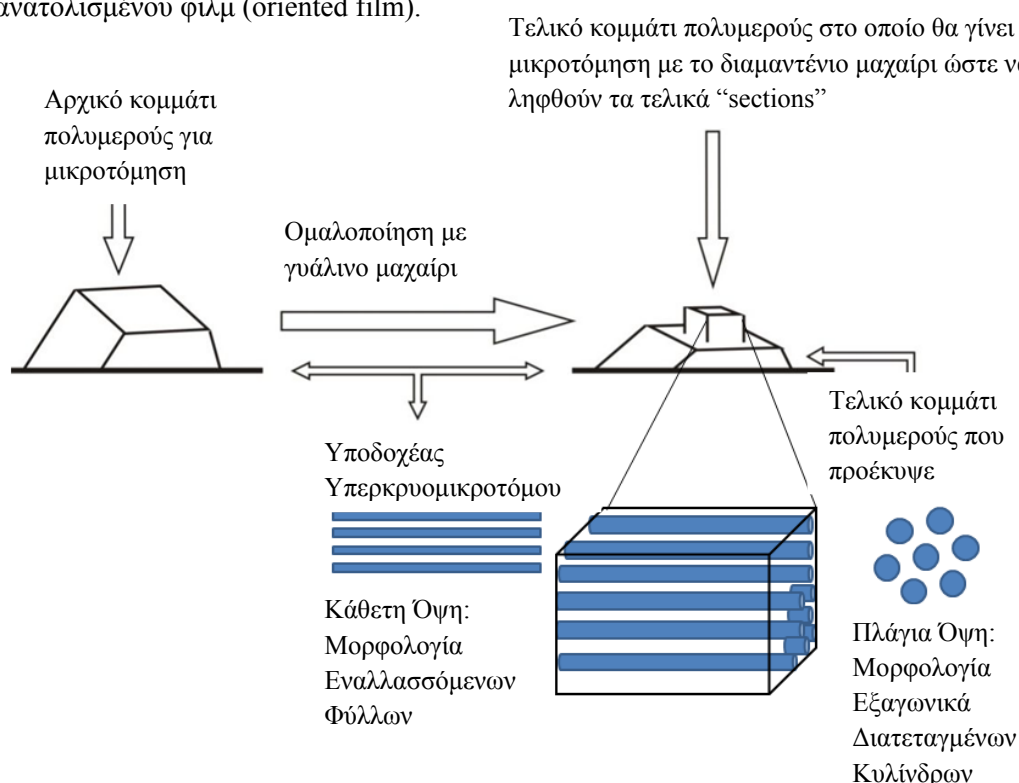 ανατολισμένου φιλμ (oriented film).
Τελικό κομμάτι πολυμερούς στο οποίο θα γίνει
μικροτόμηση με το διαμαντένιο μαχαίρι ώστε να
ληφθούν τα τελικά “sections”
Αρχικό κομμάτι
πολυμερούς για
μικροτόμηση
Ομαλοποίηση με
γυάλινο μαχαίρι
Τελικό κομμάτι
πολυμερούς που
προέκυψε
Υποδοχέας
Υπερκρυομικροτόμου
Κάθετη Όψη:
Μορφολογία
Εναλλασσόμενων
Φύλλων
Πλάγια Όψη:
Μορφολογία
Εξαγωνικά
Διατεταγμένων
Κυλίνδρων